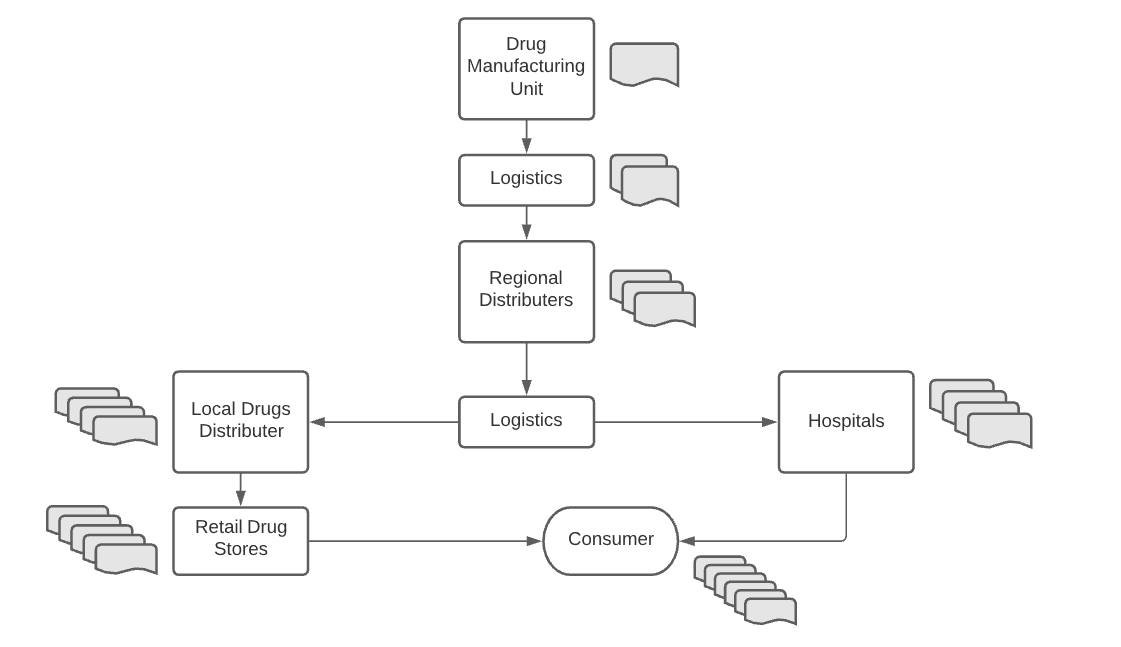 Drug
Manufacturing
Unit
Logistics
Regional
Distributers
Local Drugs
Distributer
Logistics
Hospitals
Retail Drug
Stores
Consumer